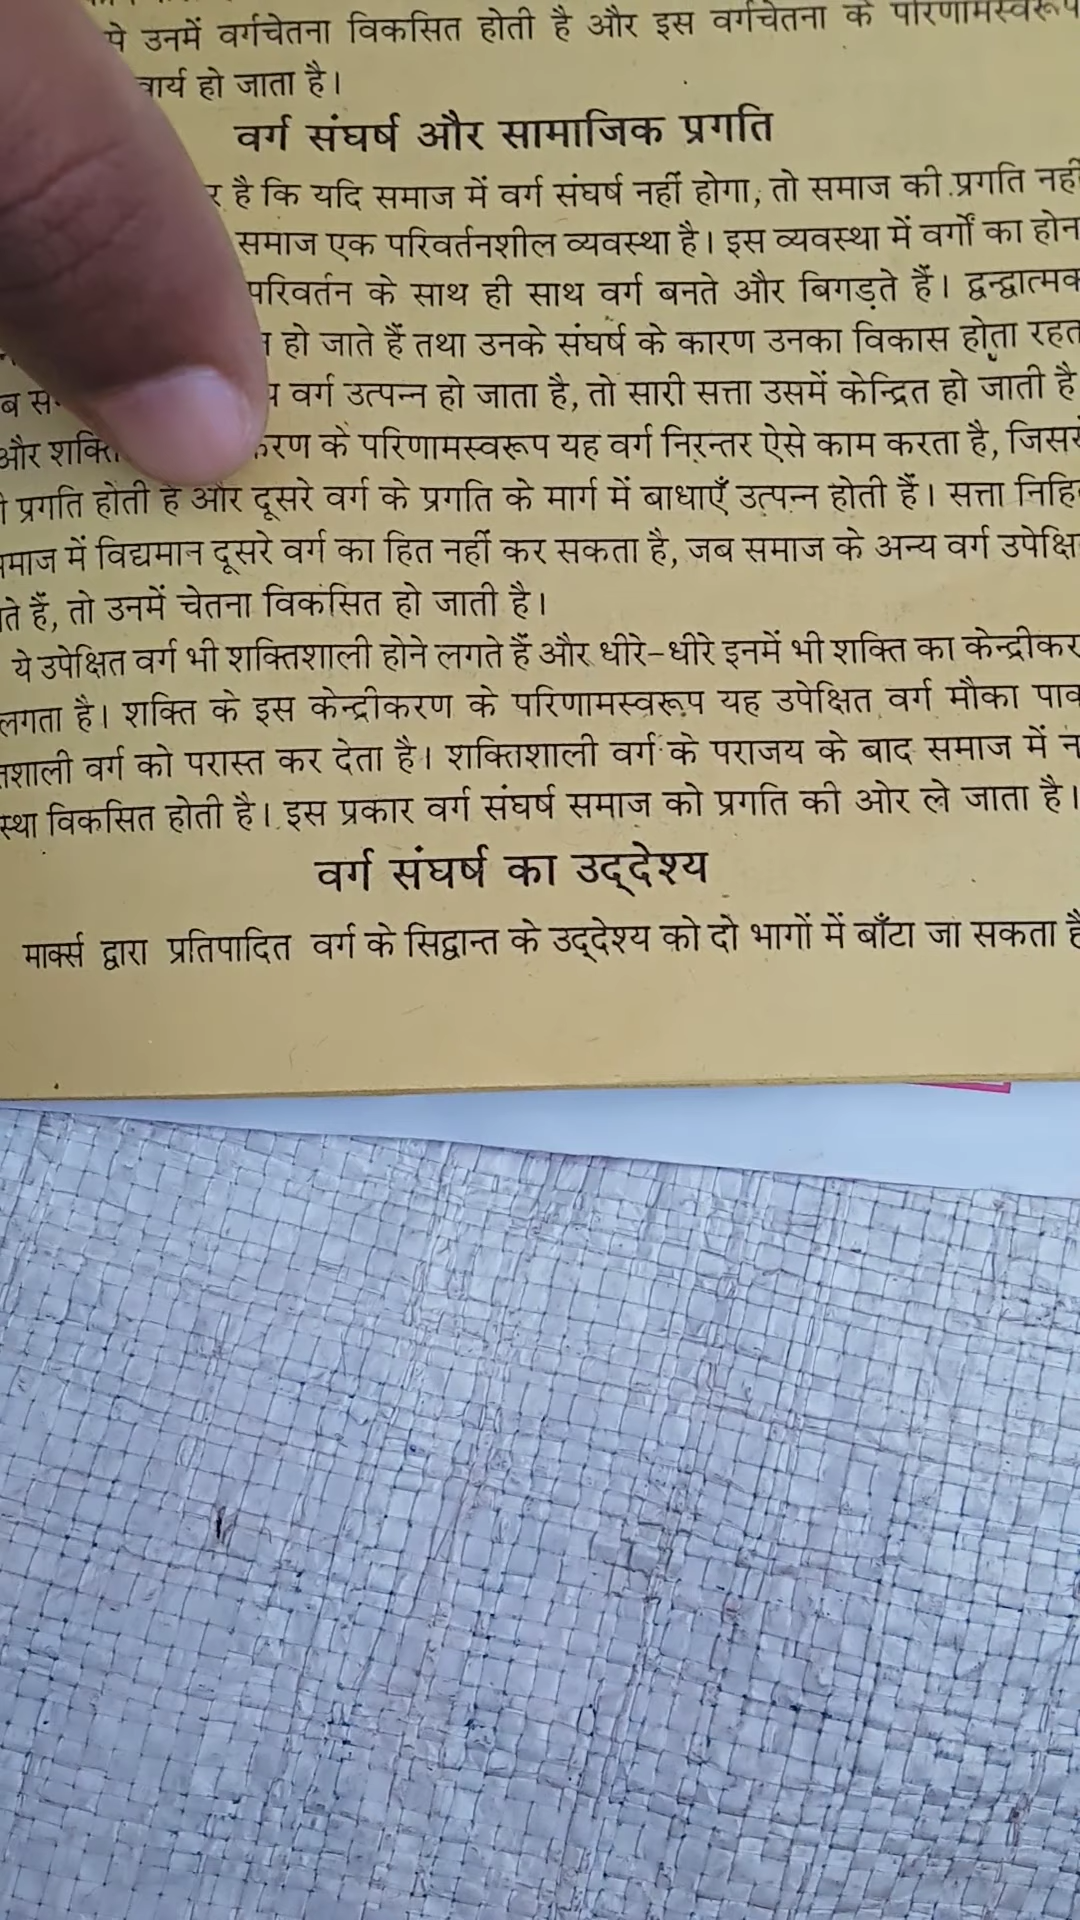 उनमें वर्गचेतना विकसित होती है और इस वर्गचेतना के परिणामस्वरूप
हो जाता है।
वर्ग संघर्ष और सामाजिक प्रगति
है कि यदि समाज में वर्ग संघर्ष नहीं होगा, तो समाज की प्रगति नहीं
समाज एक परिवर्तनशील व्यवस्था है। इस व्यवस्था में वर्गों का
परिवर्तन के साथ ही साथ वर्ग बनते और बिगड़ते हैं। द्वन्द्वात्मक
हो जाते हैं तथा उनके संघर्ष के कारण उनका विकास होता
वर्ग उत्पन्न हो जाता है, तो सारी सत्ता उसमें केन्द्रित हो जाती है
और के परिणामस्वरूप यह वर्ग निरन्तर ऐसे काम करता है,
प्रगति होती है और दूसरे वर्ग के प्रगति के मार्ग में बाधाएँ उत्पन्न होती हैं। सत्ता
में विद्यमान दूसरे वर्ग का हित नहीं कर सकता है, जब समाज के अन्य वर्ग
हैं, तो उनमें चेतना विकसित हो जाती है।
ये उपेक्षित वर्ग भी शक्तिशाली होने लगते हैं और धीरे-धीरे इनमें भी शक्ति का
लगता है। शक्ति के इस केन्द्रीकरण के परिणामस्वरूप यह उपेक्षित वर्ग मौका
वर्ग को परास्त कर देता है। शक्तिशाली वर्ग के पराजय के बाद समाज में
विकसित होती है। इस प्रकार वर्ग संघर्ष समाज को प्रगति की ओर ले जाता है।
वर्ग संघर्ष का उद्देश्य
मार्क्स द्वारा प्रतिपादित वर्ग के सिद्वान्त के उद्देश्य को दो भागों में बाँटा जा सकता है